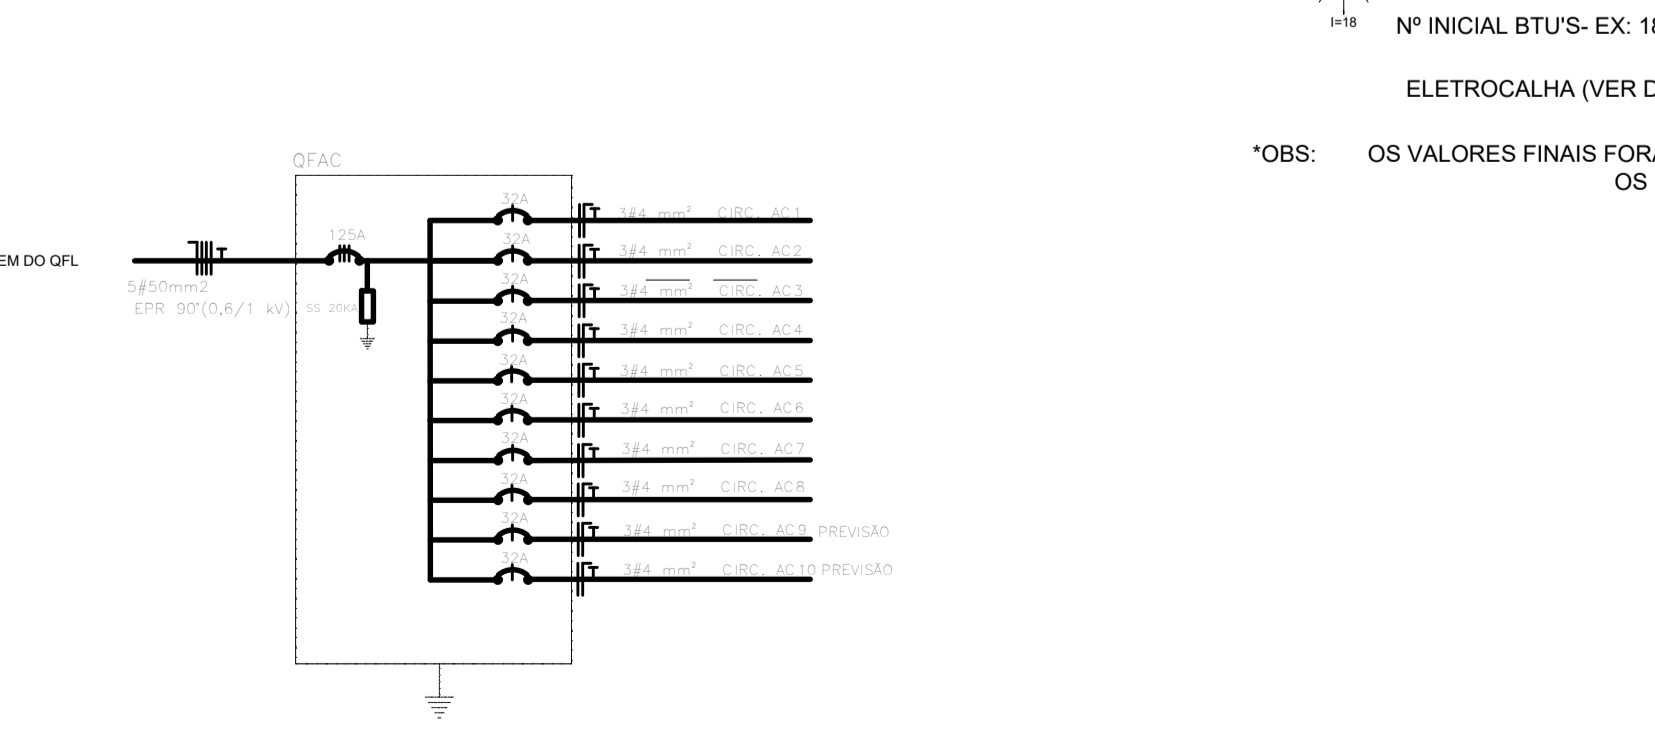 I=18
Nº INICIAL BTU'S- EX: 18
ELETROCALHA (VER D
*OBS: OS VALORES FINAIS FORA
OS
QFAC
EM DO QFL
5#50mm2
EPR 90°(0,6/1 kV)
125A
SS 20KA
32A 3#4 mm² CIRC. AC1
32A 3#4 mm² CIRC. AC2
32A 3#4 mm² CIRC. AC3
32A 3#4 mm² CIRC. AC4
32A 3#4 mm² CIRC. AC5
32A 3#4 mm² CIRC. AC6
32A 3#4 mm² CIRC. AC7
32A 3#4 mm² CIRC. AC8
32A 3#4 mm² CIRC. AC9 PREVISÃO
32A 3#4 mm² CIRC. AC10 PREVISÃO